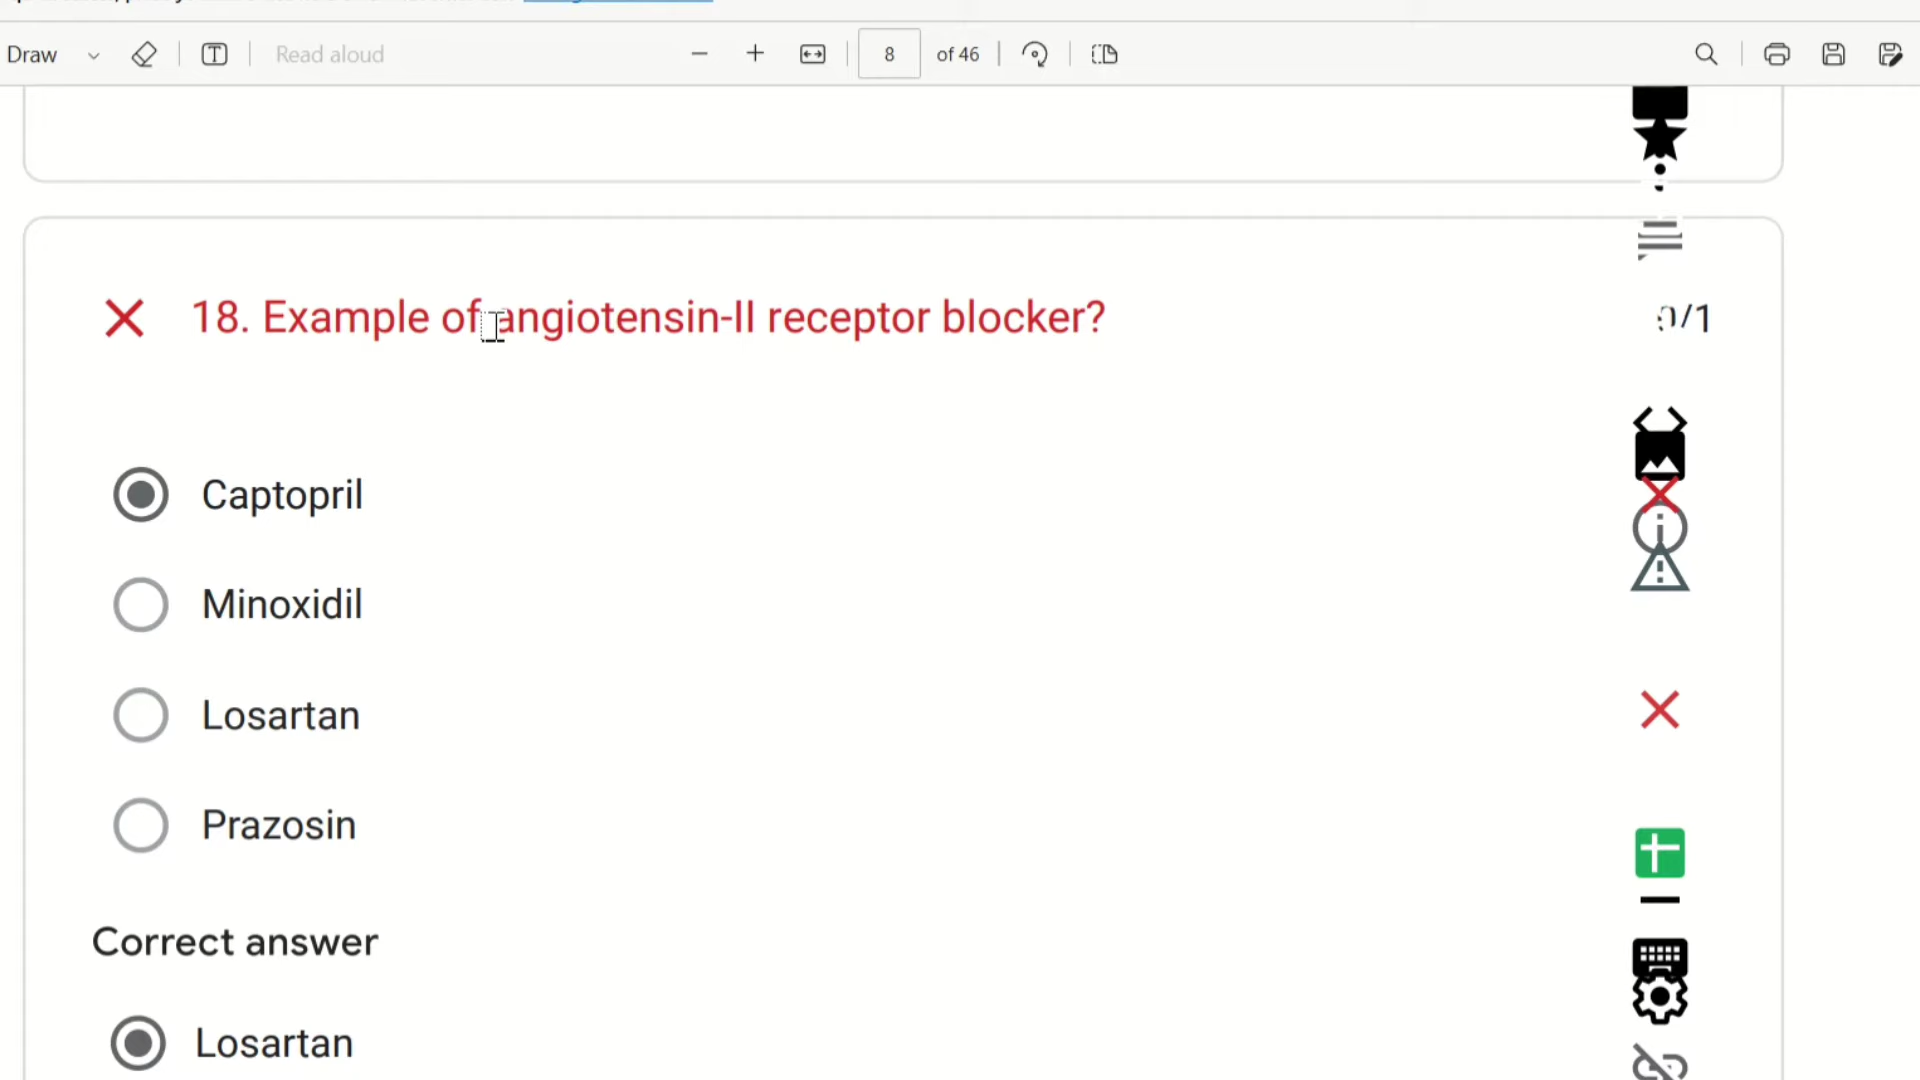 Draw
Read aloud
8 of 46
18. Example of angiotensin-II receptor blocker?
/1
Captopril
Minoxidil
Losartan
Prazosin
Correct answer
Losartan